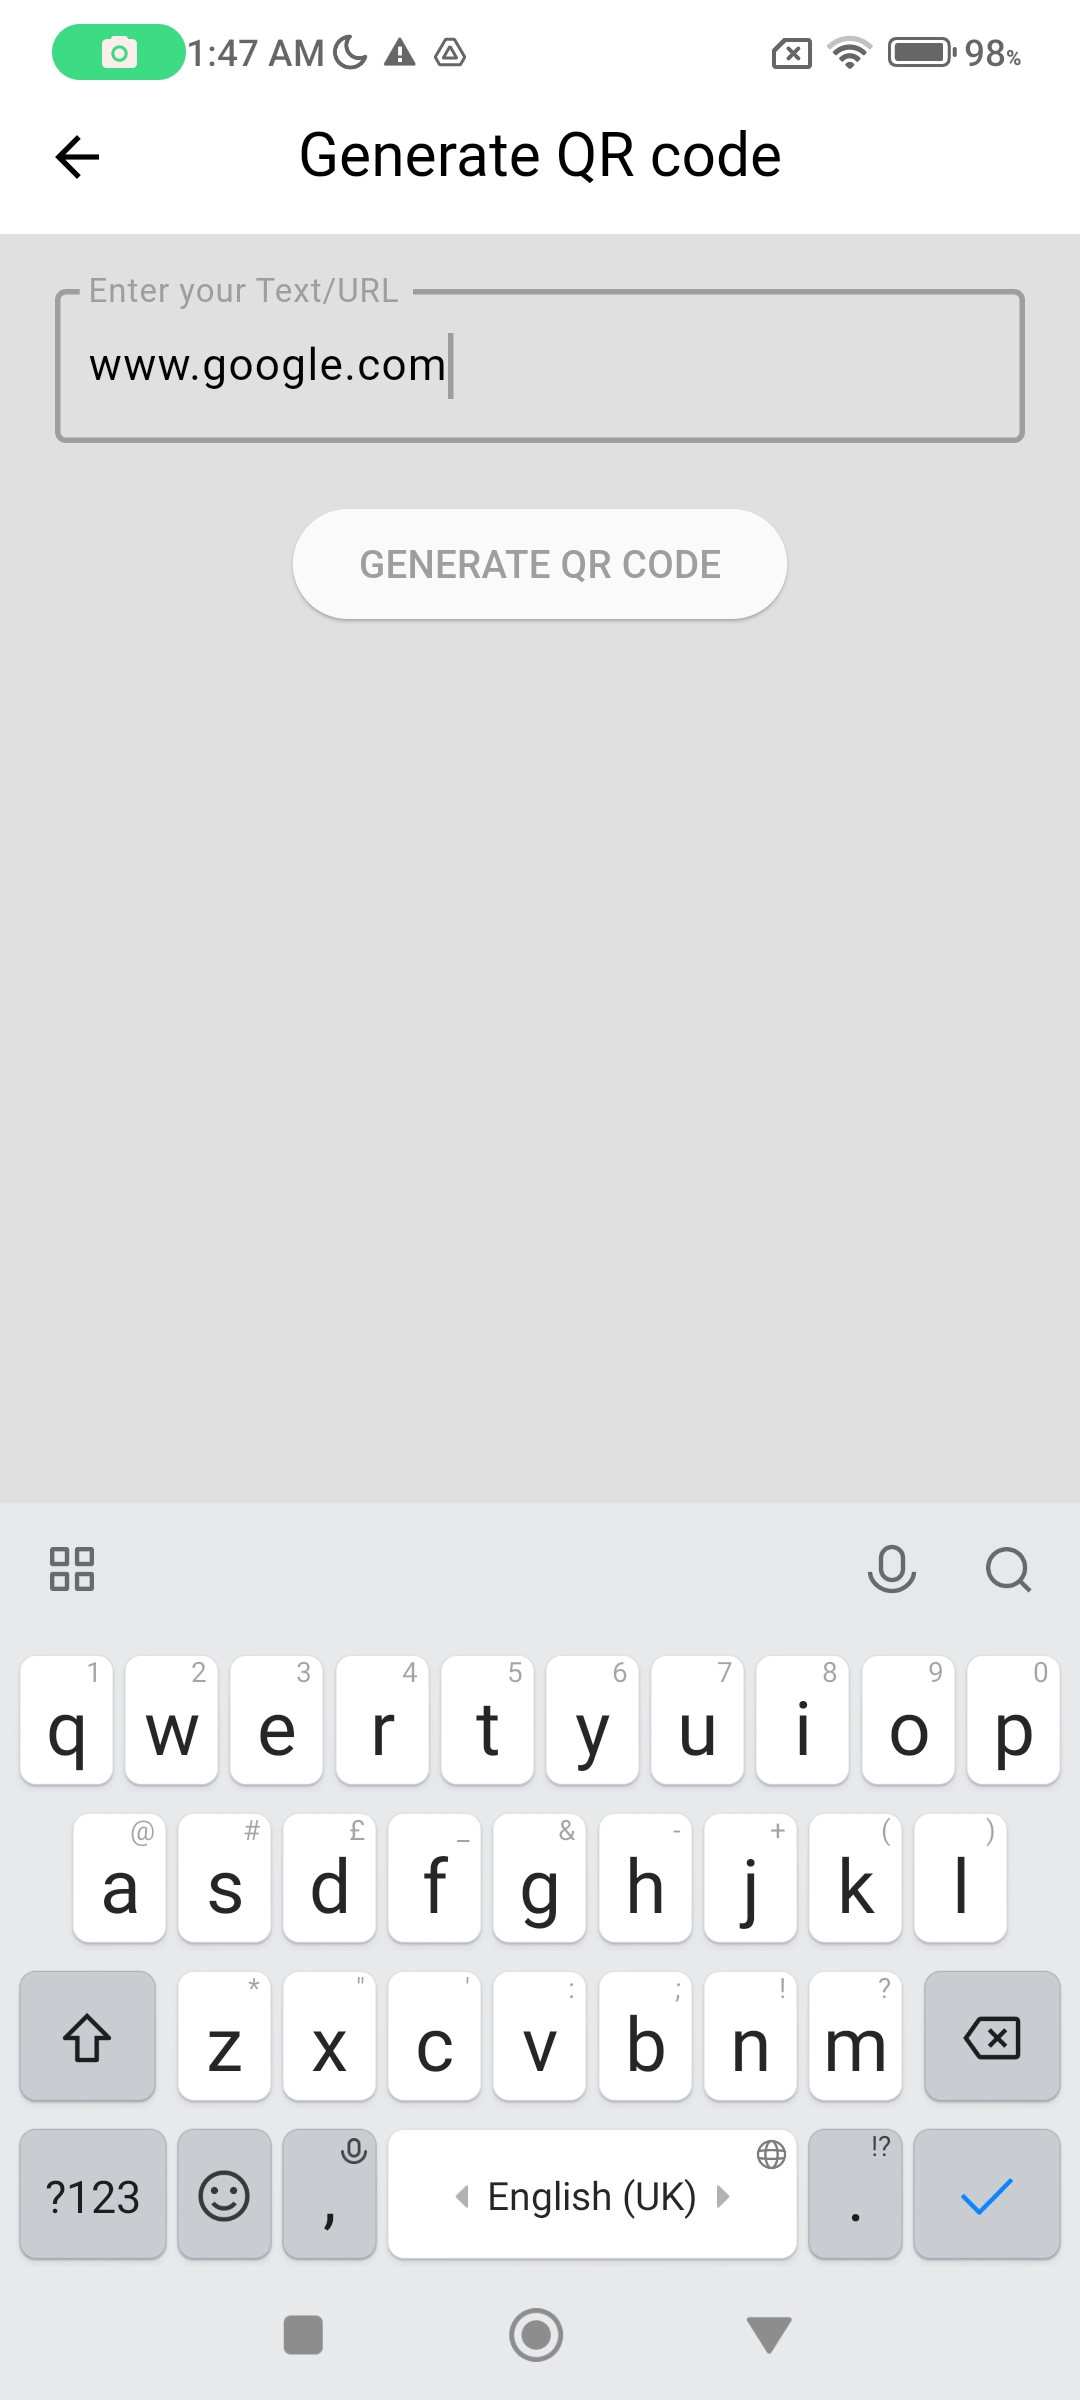 1:47 AM 98%
Generate QR code
Enter your Text/URL
www.google.com
GENERATE QR CODE
1 2 3 4 5 6 7 8 9 0
q w e r t y u i o p
@ # £ _ & - + ( )
a s d f g h j k l
* " ' : ; ! ?
z x c v b n m
!?
?123 , English (UK) .